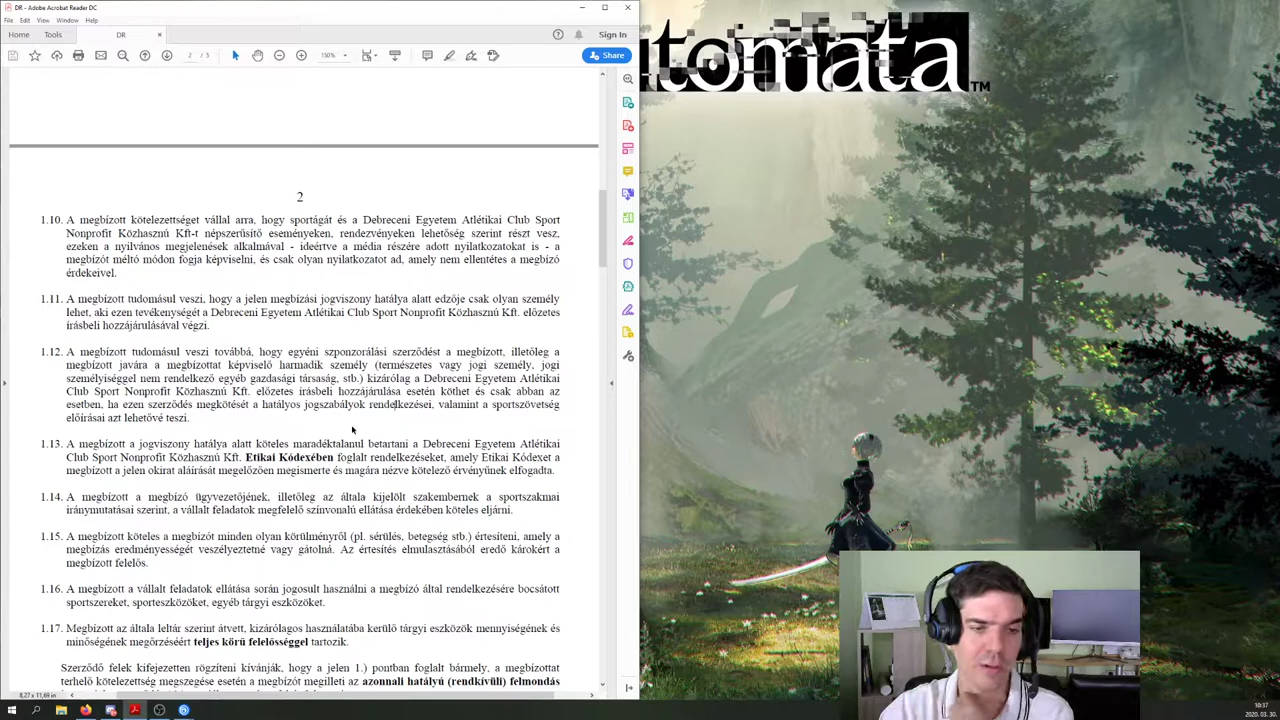 DR - Adobe Acrobat Reader DC
File Edit View Window Help
Home Tools DR × Sign In
2 / 5 150% Share
2
1.10. A megbízott kötelezettséget vállal arra, hogy sportágát és a Debreceni Egyetem Atlétikai Club Sport
Nonprofit Közhasznú Kft-t népszerűsítő eseményeken, rendezvényeken lehetőség szerint részt vesz,
ezeken a nyilvános megjelenések alkalmával - ideértve a média részére adott nyilatkozatokat is - a
megbízót méltó módon fogja képviselni, és csak olyan nyilatkozatot ad, amely nem ellentétes a megbízó
érdekeivel.
1.11. A megbízott tudomásul veszi, hogy a jelen megbízási jogviszony hatálya alatt edzője csak olyan személy
lehet, aki ezen tevékenységét a Debreceni Egyetem Atlétikai Club Sport Nonprofit Közhasznú Kft. előzetes
írásbeli hozzájárulásával végzi.
1.12. A megbízott tudomásul veszi továbbá, hogy egyéni szponzorálási szerződést a megbízott, illetőleg a
megbízott javára a megbízottat képviselő harmadik személy (természetes vagy jogi személy, jogi
személyiséggel nem rendelkező egyéb gazdasági társaság, stb.) kizárólag a Debreceni Egyetem Atlétikai
Club Sport Nonprofit Közhasznú Kft. előzetes írásbeli hozzájárulása esetén köthet és csak abban az
esetben, ha ezen szerződés megkötését a hatályos jogszabályok rendelkezései, valamint a sportszövetség
előírásai azt lehetővé teszi.
1.13. A megbízott a jogviszony hatálya alatt köteles maradéktalanul betartani a Debreceni Egyetem Atlétikai
Club Sport Nonprofit Közhasznú Kft. Etikai Kódexében foglalt rendelkezéseket, amely Etikai Kódexet a
megbízott a jelen okirat aláírását megelőzően megismerte és magára nézve kötelező érvényűnek elfogadta.
1.14. A megbízott a megbízó ügyvezetőjének, illetőleg az általa kijelölt szakembernek a sportszakmai
iránymutatásai szerint, a vállalt feladatok megfelelő színvonalú ellátása érdekében köteles eljárni.
1.15. A megbízott köteles a megbízót minden olyan körülményről (pl. sérülés, betegség stb.) értesíteni, amely a
megbízás eredményességét veszélyeztetné vagy gátolná. Az értesítés elmulasztásából eredő károkért a
megbízott felelős.
1.16. A megbízott a vállalt feladatok ellátása során jogosult használni a megbízó által rendelkezésére bocsátott
sportszereket, sporteszközöket, egyéb tárgyi eszközöket.
1.17. Megbízott az általa leltár szerint átvett, kizárólagos használatába kerülő tárgyi eszközök mennyiségének és
minőségének megőrzéséért teljes körű felelősséggel tartozik.
Szerződő felek kifejezetten rögzíteni kívánják, hogy a jelen 1.) pontban foglalt bármely, a megbízottat
terhelő kötelezettség megszegése esetén a megbízót megilleti az azonnali hatályú (rendkívüli) felmondás
8,27 x 11,69 in
utomata™
10:37
2020. 03. 30.